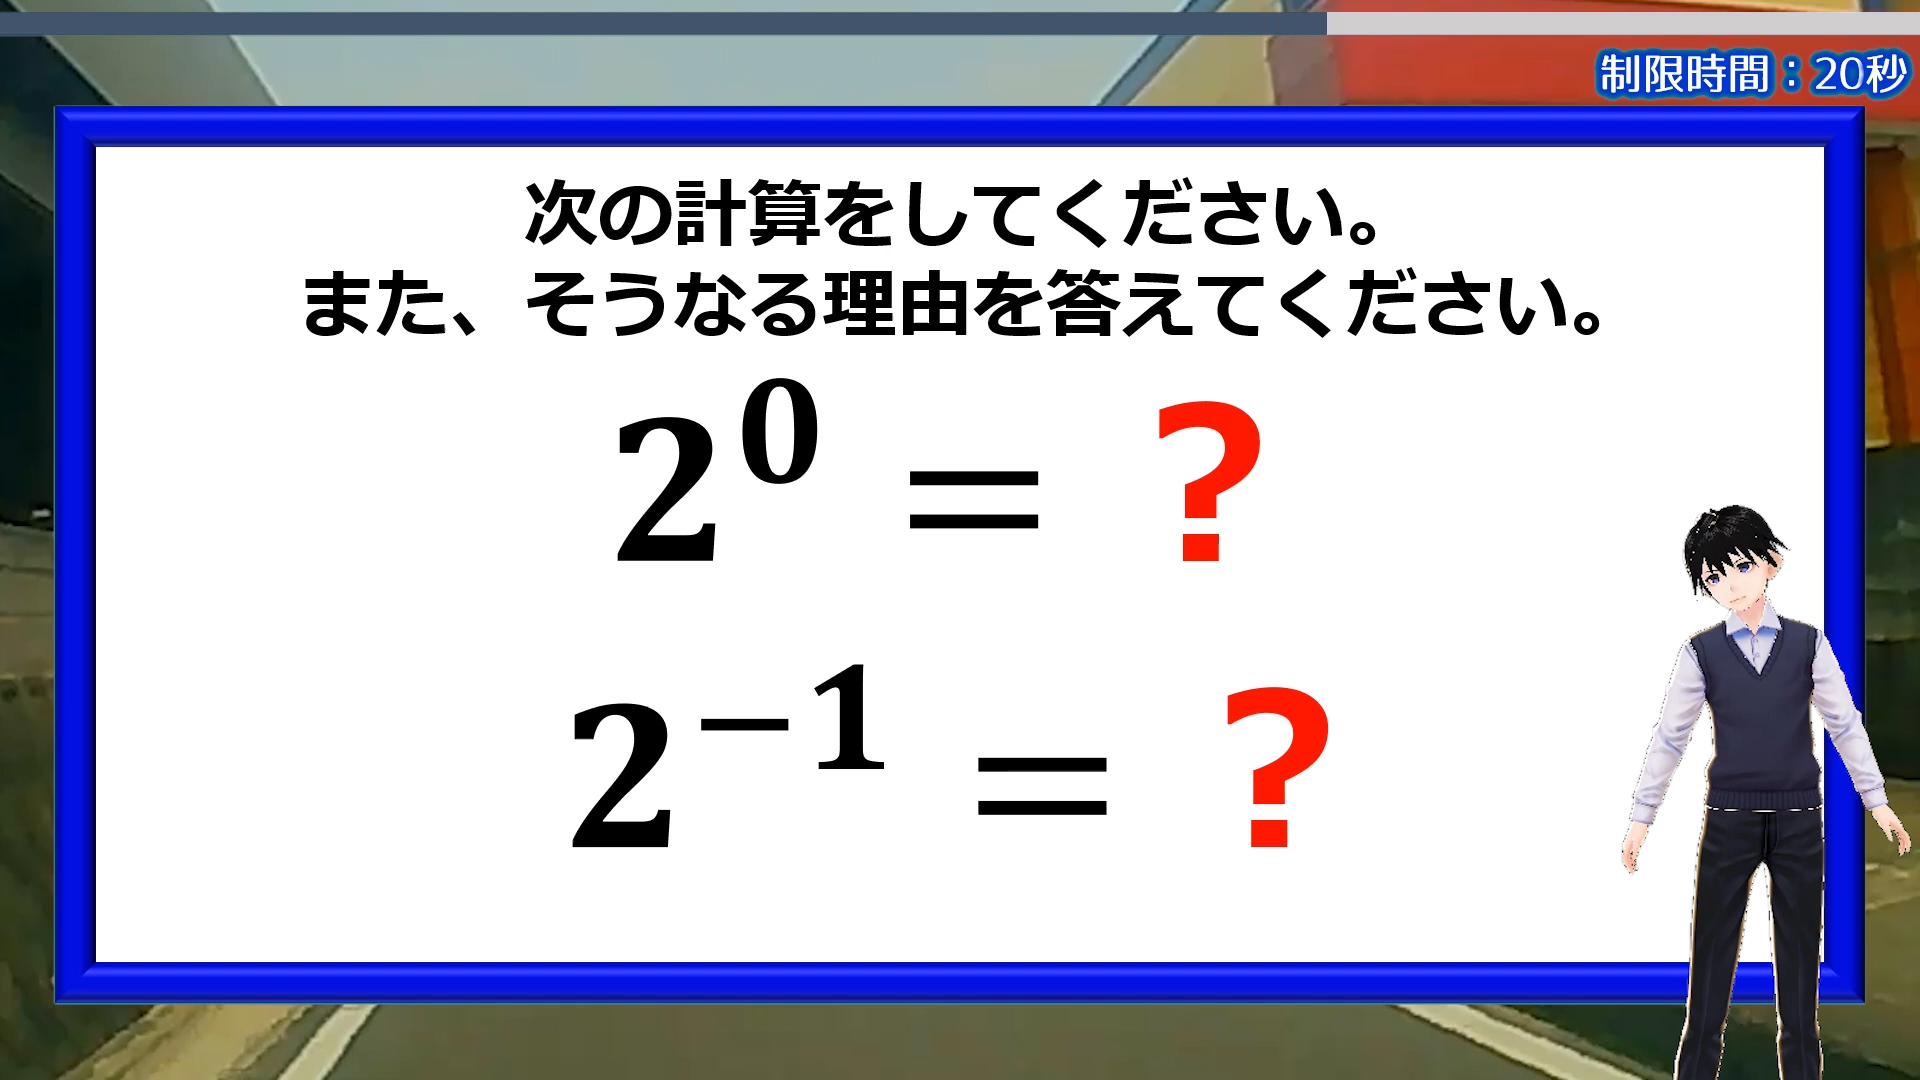 制限時間：20秒
次の計算をしてください。
また、そうなる理由を答えてください。
2⁰ = ?
2⁻¹ = ?